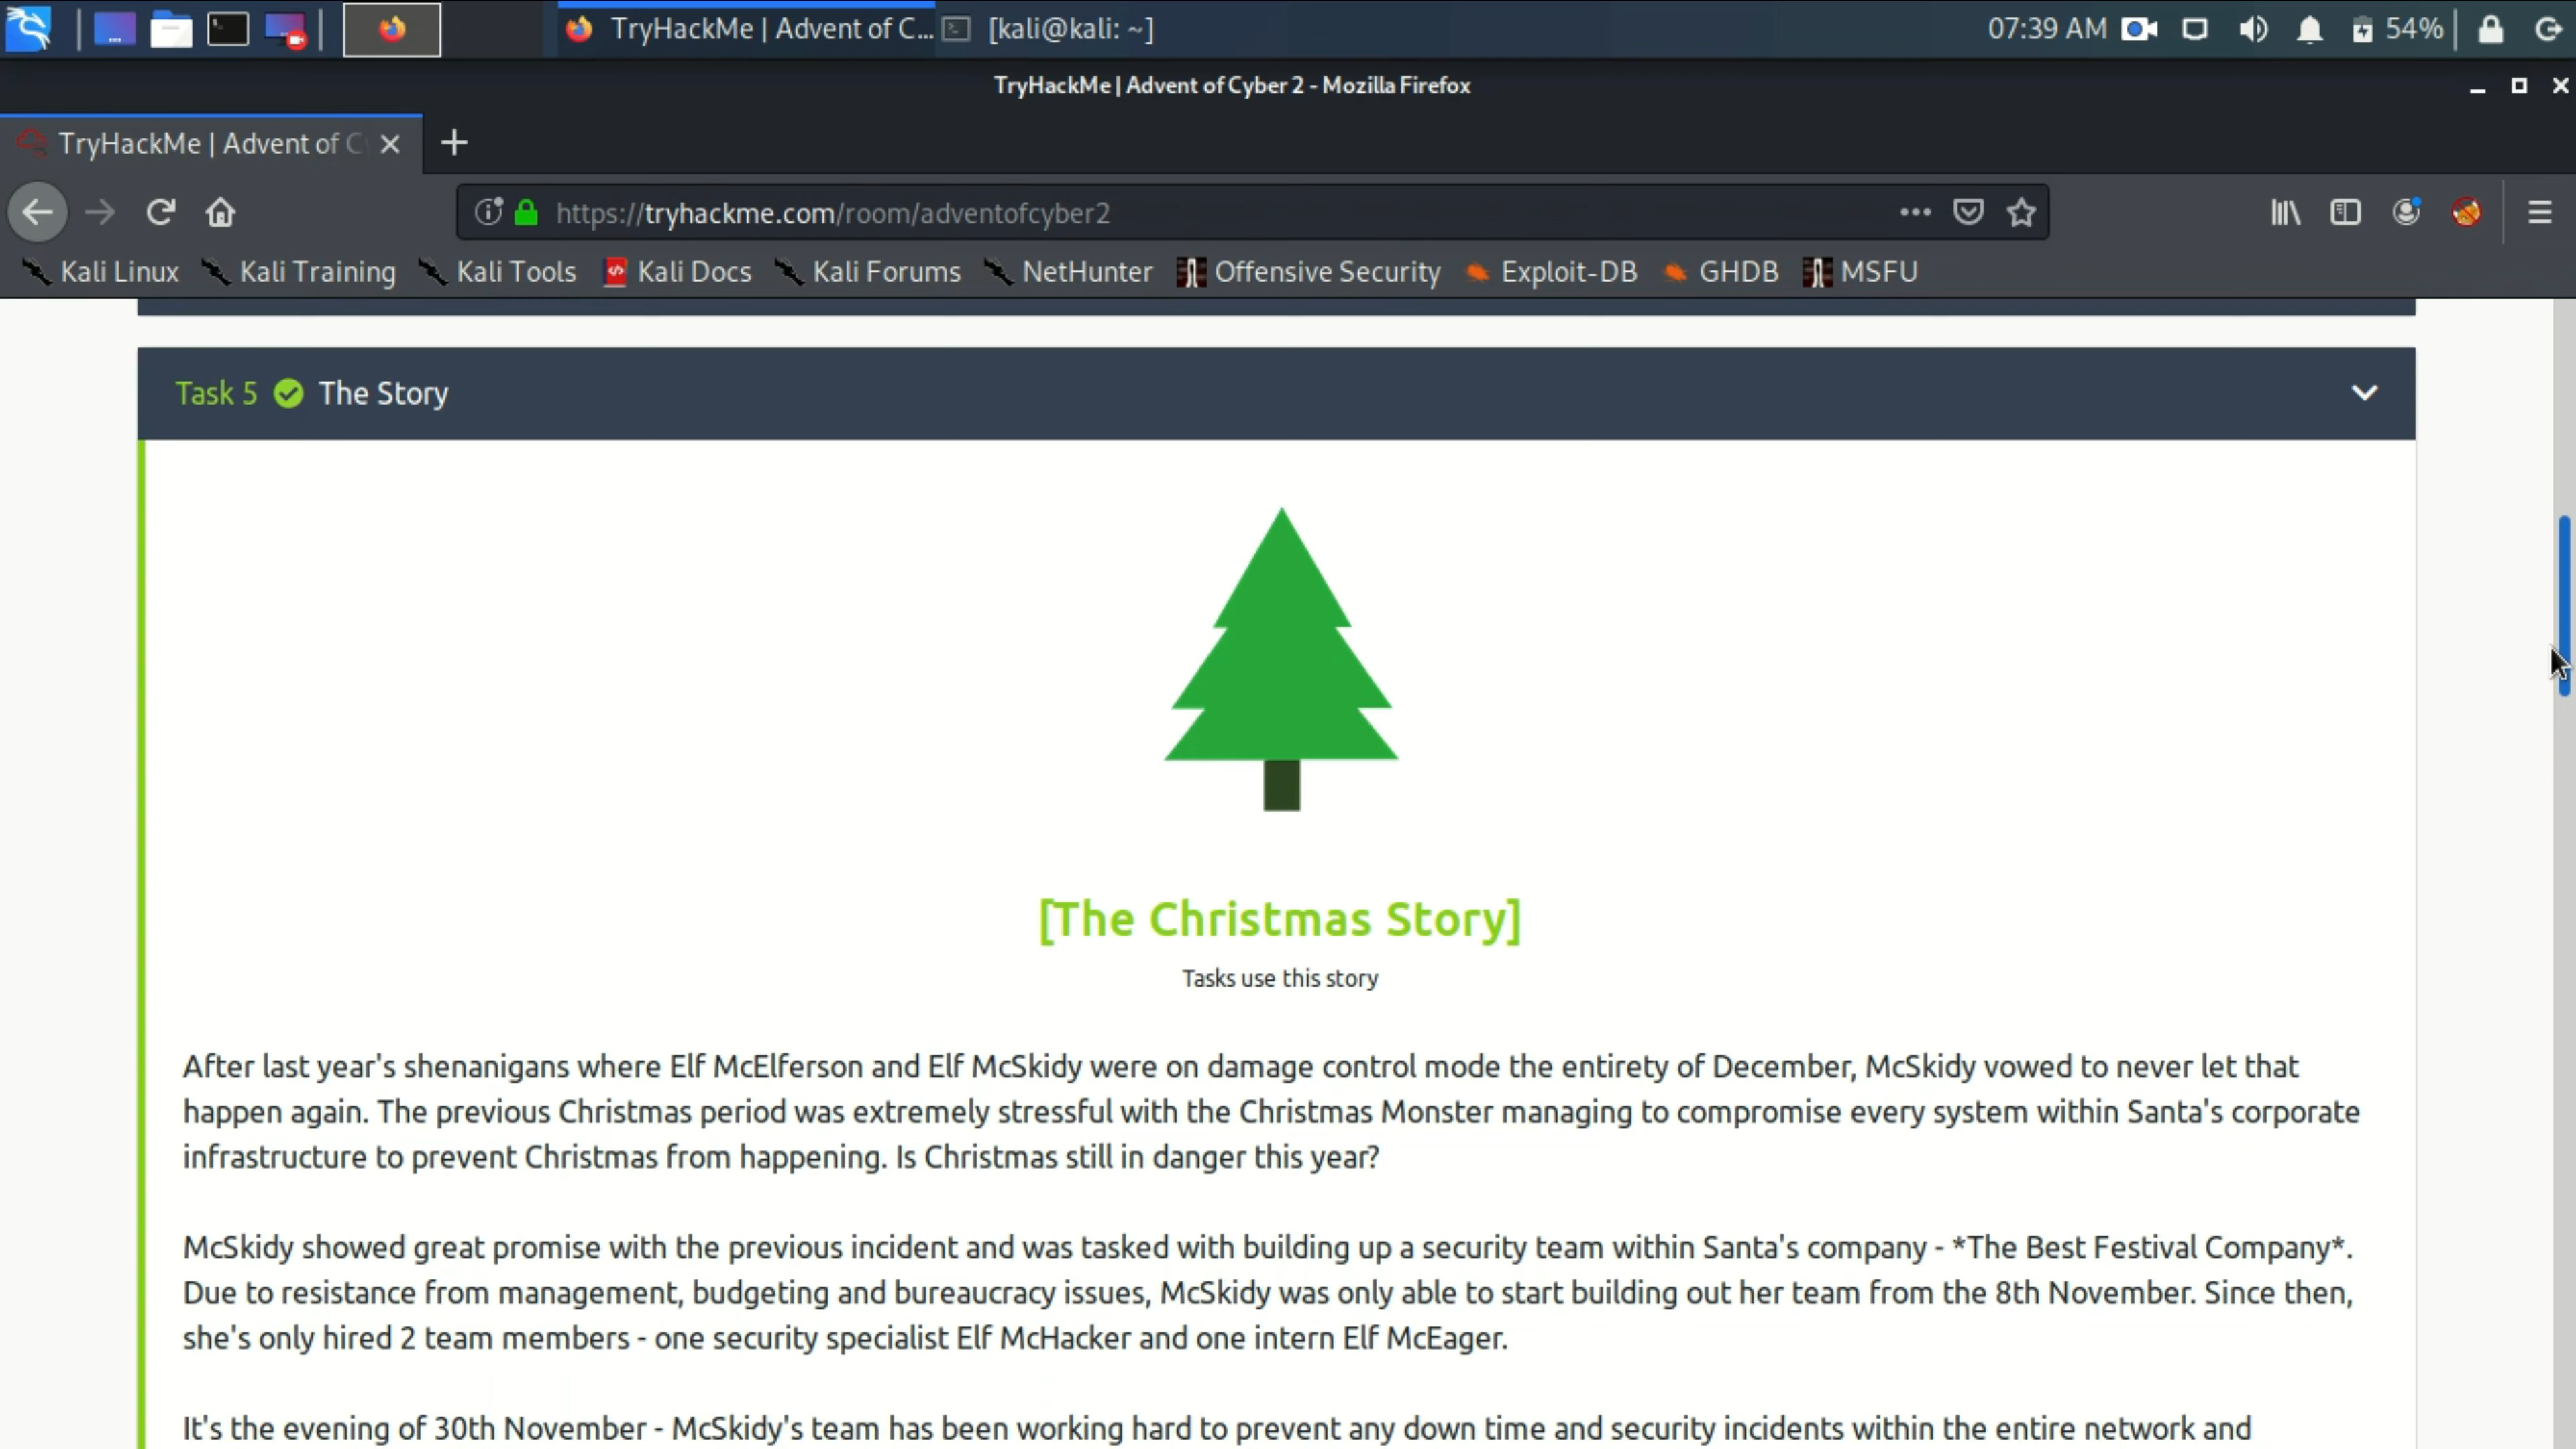 TryHackMe | Advent of C... [kali@kali: ~] 07:39 AM 54%
TryHackMe | Advent of Cyber 2 - Mozilla Firefox
TryHackMe | Advent of C
https://tryhackme.com/room/adventofcyber2
Kali Linux Kali Training Kali Tools Kali Docs Kali Forums NetHunter Offensive Security Exploit-DB GHDB MSFU
Task 5 The Story
[The Christmas Story]
Tasks use this story
After last year's shenanigans where Elf McElferson and Elf McSkidy were on damage control mode the entirety of December, McSkidy vowed to never let that
happen again. The previous Christmas period was extremely stressful with the Christmas Monster managing to compromise every system within Santa's corporate
infrastructure to prevent Christmas from happening. Is Christmas still in danger this year?
McSkidy showed great promise with the previous incident and was tasked with building up a security team within Santa's company - *The Best Festival Company*.
Due to resistance from management, budgeting and bureaucracy issues, McSkidy was only able to start building out her team from the 8th November. Since then,
she's only hired 2 team members - one security specialist Elf McHacker and one intern Elf McEager.
It's the evening of 30th November - McSkidy's team has been working hard to prevent any down time and security incidents within the entire network and